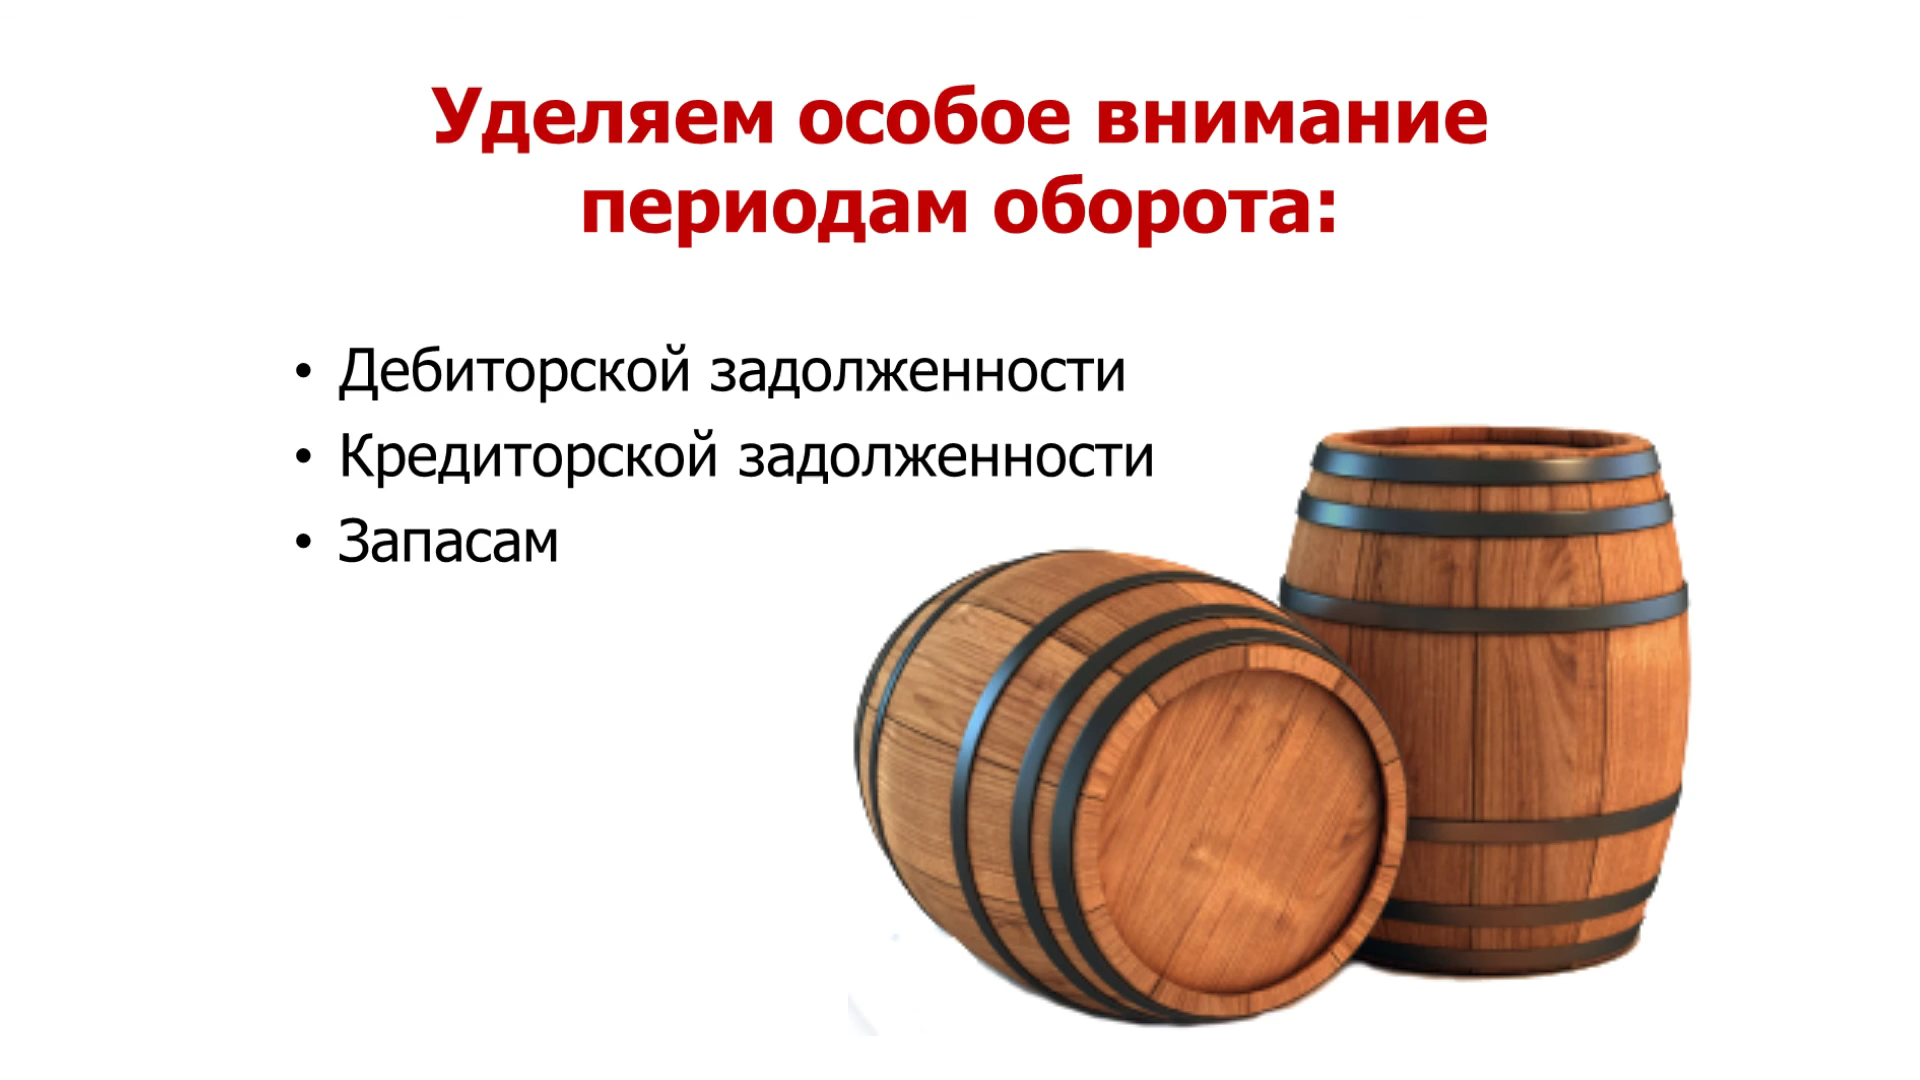 Уделяем особое внимание
периодам оборота:
• Дебиторской задолженности
• Кредиторской задолженности
• Запасам